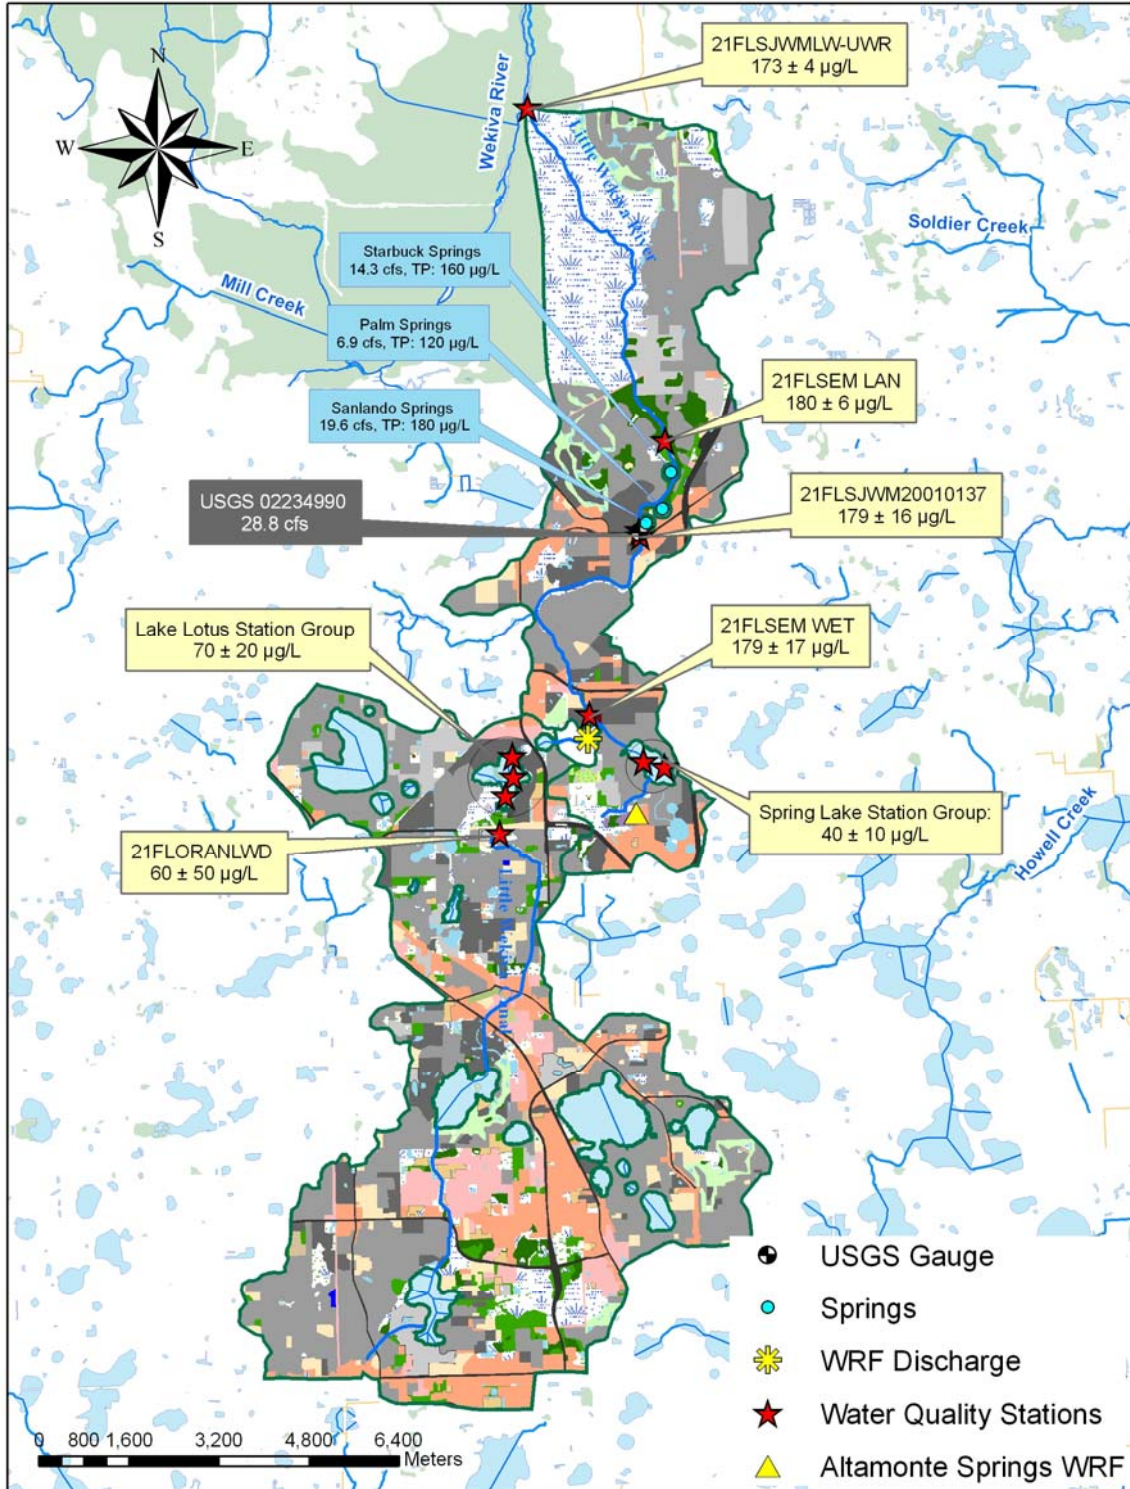 21FLSJWMLW-UWR
173 ± 4 µg/L
N
W
E
S
Wekiva River
Little Wekiva River
Soldier Creek
Starbuck Springs
14.3 cfs, TP: 160 µg/L
Mill Creek
Palm Springs
6.9 cfs, TP: 120 µg/L
21FLSEM LAN
180 ± 6 µg/L
Sanlando Springs
19.6 cfs, TP: 180 µg/L
USGS 02234990
28.8 cfs
21FLSJWM20010137
179 ± 16 µg/L
Lake Lotus Station Group
70 ± 20 µg/L
21FLSEM WET
179 ± 17 µg/L
Spring Lake Station Group:
40 ± 10 µg/L
21FLORANLWD
60 ± 50 µg/L
Howell Creek
Little
USGS Gauge
Springs
WRF Discharge
Water Quality Stations
Altamonte Springs WRF
0 800 1,600 3,200 4,800 6,400
Meters